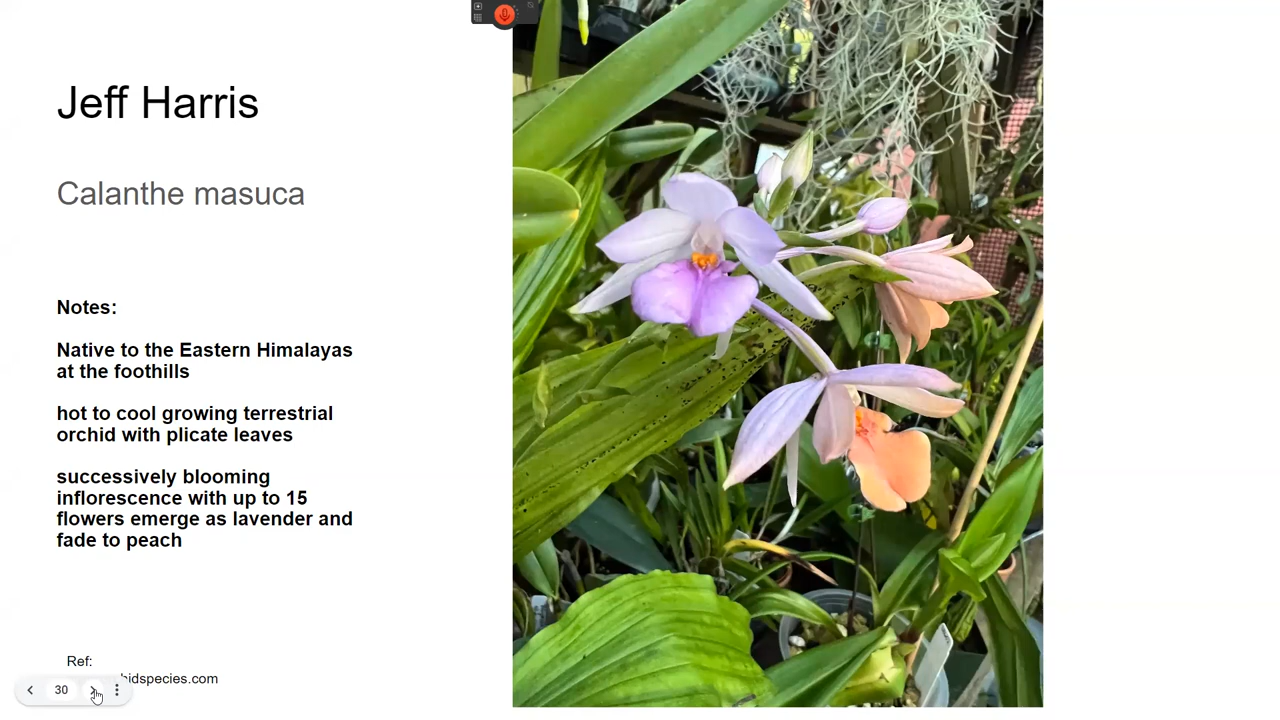 Jeff Harris
Calanthe masuca
Notes:
Native to the Eastern Himalayas
at the foothills
hot to cool growing terrestrial
orchid with plicate leaves
successively blooming
inflorescence with up to 15
flowers emerge as lavender and
fade to peach
Ref:
hidspecies.com
30